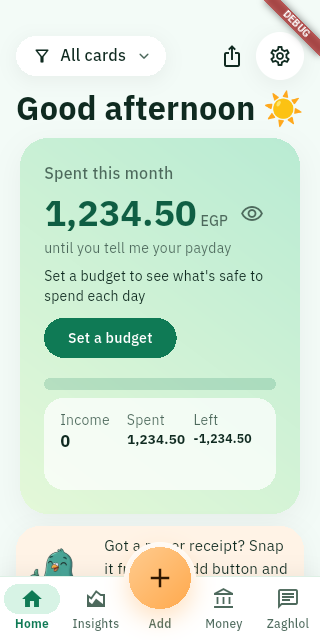 DEBUG
All cards
Good afternoon ☀️
Spent this month
1,234.50 EGP
until you tell me your payday
Set a budget to see what's safe to
spend each day
Set a budget
Income Spent Left
0 1,234.50 -1,234.50
Got a or receipt? Snap
it dd button and
Home Insights Add Money Zaghlol